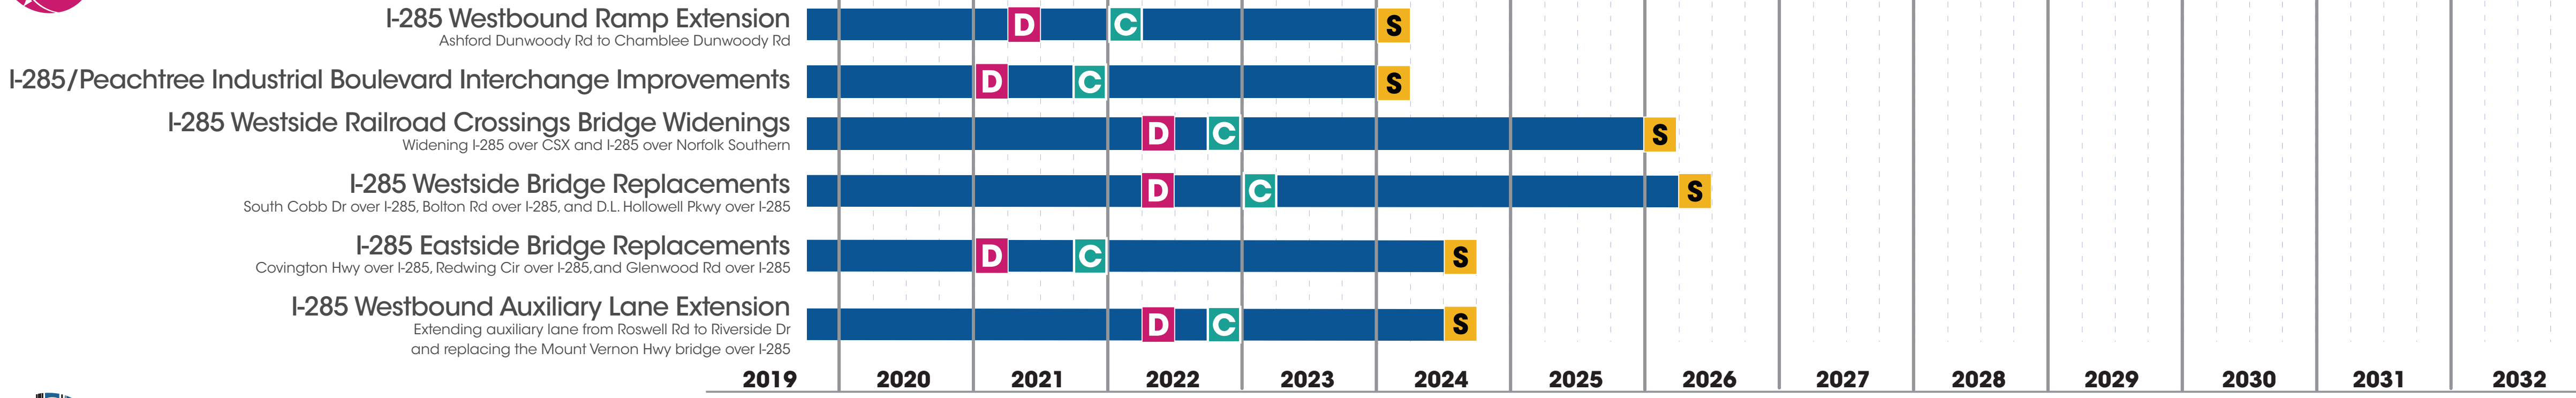 I-285 Westbound Ramp Extension
Ashford Dunwoody Rd to Chamblee Dunwoody Rd
D C S
I-285/Peachtree Industrial Boulevard Interchange Improvements
D C S
I-285 Westside Railroad Crossings Bridge Widenings
Widening I-285 over CSX and I-285 over Norfolk Southern
D C S
I-285 Westside Bridge Replacements
South Cobb Dr over I-285, Bolton Rd over I-285, and D.L. Hollowell Pkwy over I-285
D C S
I-285 Eastside Bridge Replacements
Covington Hwy over I-285, Redwing Cir over I-285,and Glenwood Rd over I-285
D C S
I-285 Westbound Auxiliary Lane Extension
Extending auxiliary lane from Roswell Rd to Riverside Dr
and replacing the Mount Vernon Hwy bridge over I-285
D C S
2019 2020 2021 2022 2023 2024 2025 2026 2027 2028 2029 2030 2031 2032